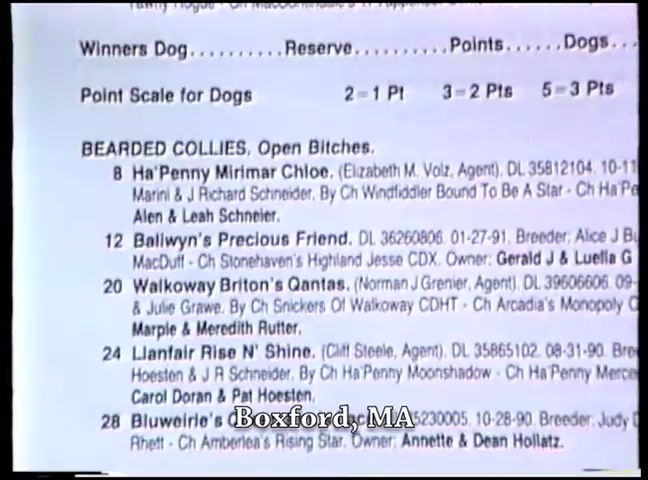 Winners Dog..........Reserve..........Points......Dogs...
Point Scale for Dogs 2=1 Pt 3=2 Pts 5=3 Pts
BEARDED COLLIES, Open Bitches.
8 Ha'Penny Mirimar Chloe. (Elizabeth M. Volz, Agent). DL 35812104. 10-11
Marini & J Richard Schneider. By Ch Windfiddler Bound To Be A Star - Ch Ha'Pe
Alen & Leah Schneier.
12 Baliwyn's Precious Friend. DL 36260806. 01-27-91. Breeder: Alice J Bu
MacDuff - Ch Stonehaven's Highland Jesse CDX. Owner: Gerald J & Luella G
20 Walkoway Briton's Qantas. (Norman J Grenier, Agent). DL 39606606. 09-
& Julie Grawe. By Ch Snickers Of Walkoway CDHT - Ch Arcadia's Monopoly
Marple & Meredith Rutter.
24 Llanfair Rise N' Shine. (Cliff Steele, Agent). DL 35865102. 08-31-90. Bree
Hoesten & J R Schneider. By Ch Ha'Penny Moonshadow - Ch Ha'Penny Merce
Carol Doran & Pat Hoesten.
28 Bluweirie's 5230005. 10-28-90. Breeder: Judy
Rhett - Ch Amberlea's Rising Star. Owner: Annette & Dean Hollatz.
Boxford, MA